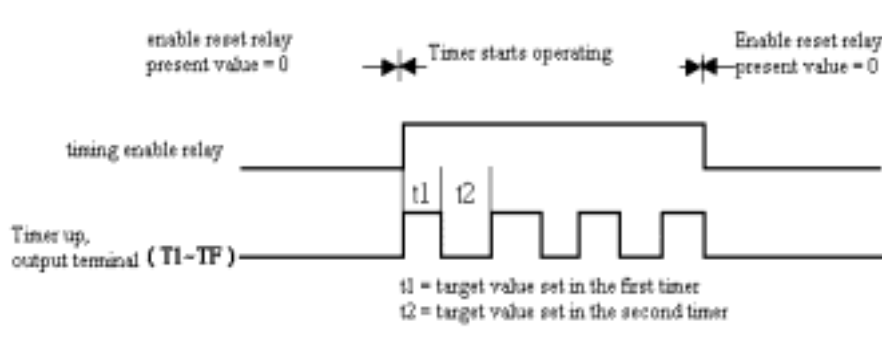 enable reset relay
present value = 0
Timer starts operating
Enable reset relay
present value = 0
timing enable relay
t1 t2
Timer up,
output terminal ( T1~TF )
t1 = target value set in the first timer
t2 = target value set in the second timer